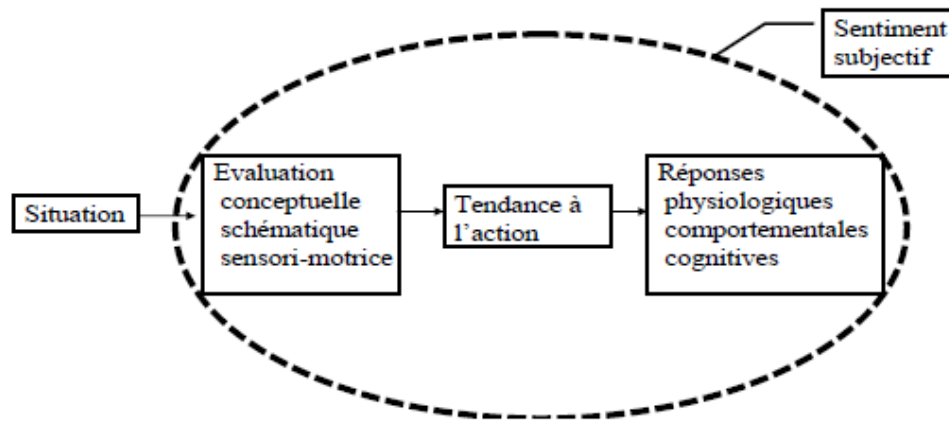 Sentiment
subjectif
Situation
Evaluation
conceptuelle
schématique
sensori-motrice
Tendance à
l'action
Réponses
physiologiques
comportementales
cognitives